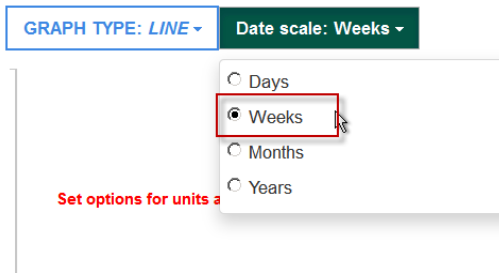 GRAPH TYPE: LINE Date scale: Weeks
Days
Weeks
Months
Years
Set options for units